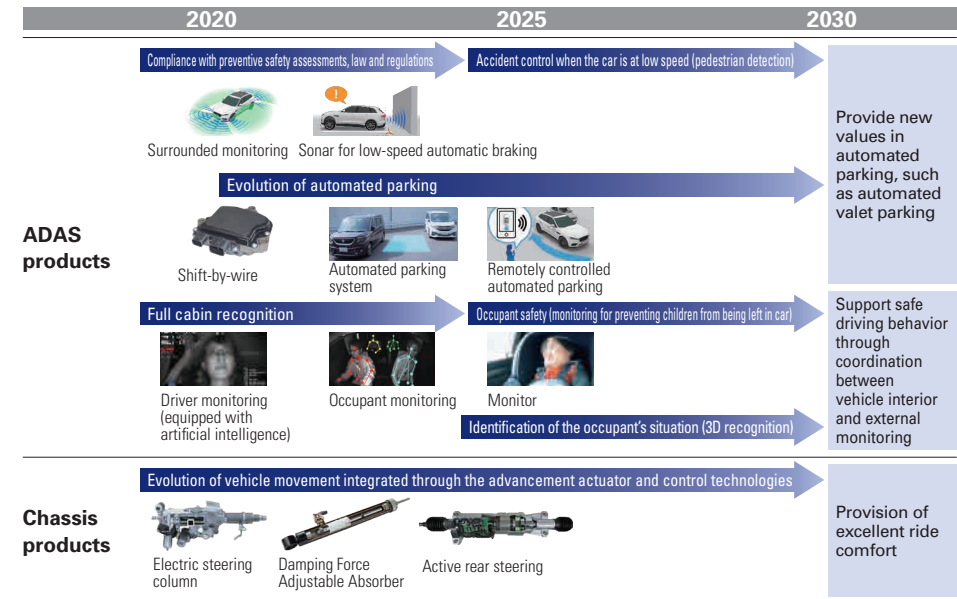 2020
2025
2030
ADAS
products
Compliance with preventive safety assessments, law and regulations
Accident control when the car is at low speed (pedestrian detection)
Surrounded monitoring
Sonar for low-speed automatic braking
Evolution of automated parking
Shift-by-wire
Automated parking
system
Remotely controlled
automated parking
Provide new
values in
automated
parking, such
as automated
valet parking
Full cabin recognition
Occupant safety (monitoring for preventing children from being left in car)
Driver monitoring
(equipped with
artificial intelligence)
Occupant monitoring
Monitor
Identification of the occupant's situation (3D recognition)
Support safe
driving behavior
through
coordination
between
vehicle interior
and external
monitoring
Chassis
products
Evolution of vehicle movement integrated through the advancement actuator and control technologies
Electric steering
column
Damping Force
Adjustable Absorber
Active rear steering
Provision of
excellent ride
comfort